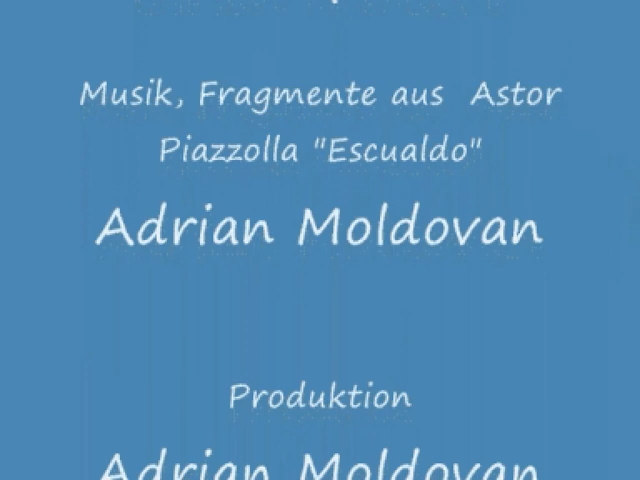 Musik, Fragmente aus Astor
Piazzolla "Escualdo"
Adrian Moldovan
Produktion
Adrian Moldovan